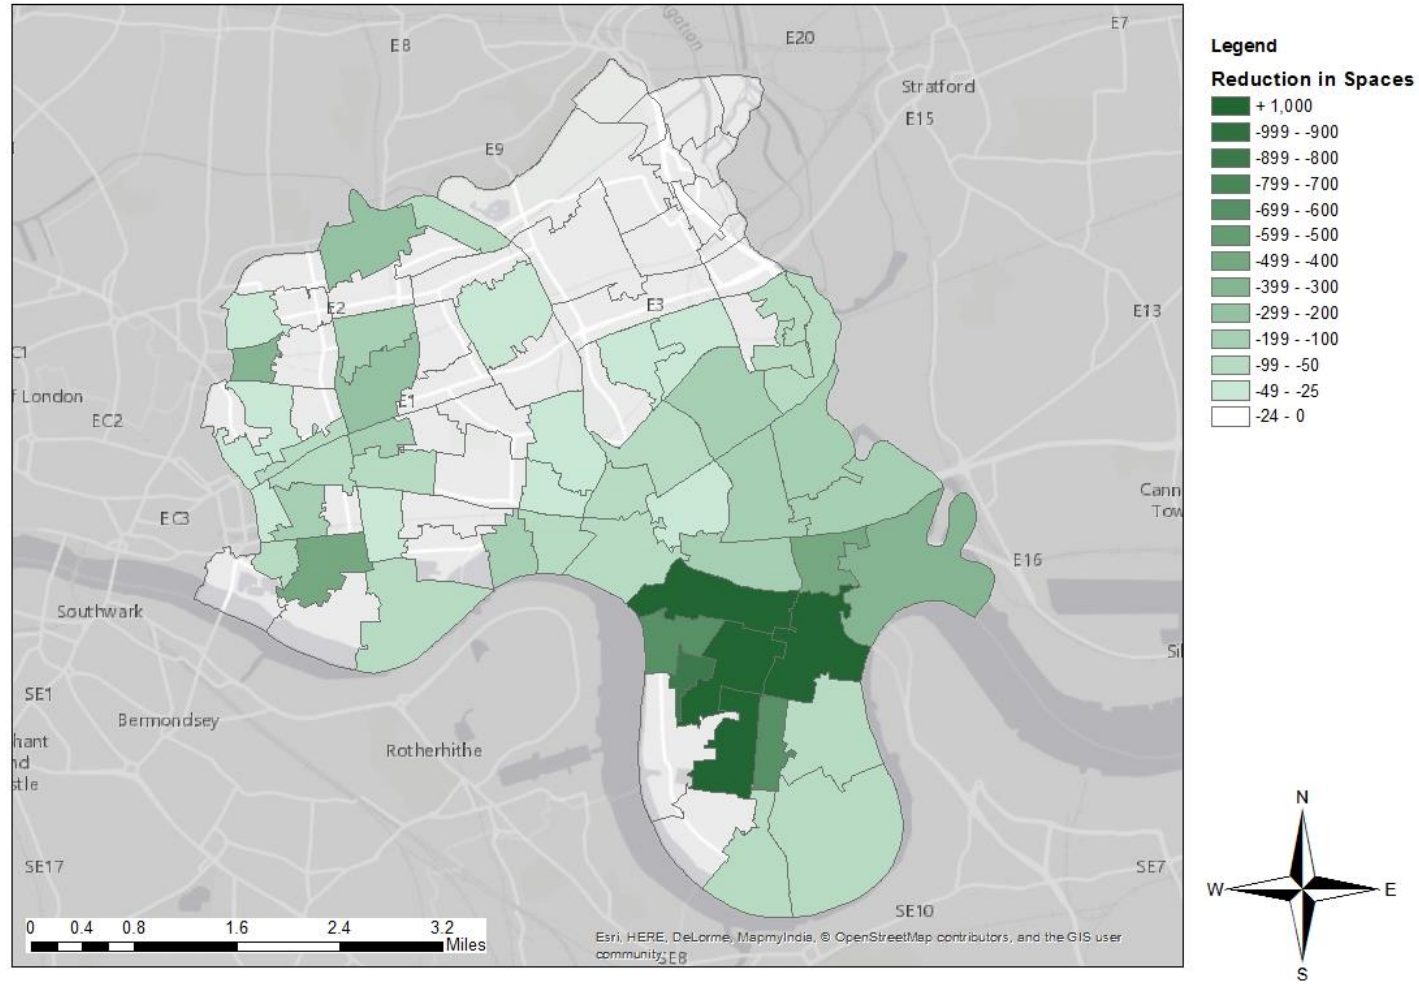 E7
E20
E8
igation
Stratford
E15
E9
E2
E3
E13
C1
f London
E1
EC2
Cann
Tow
EC3
E16
Southwark
Sil
SE1
Bermondsey
hant
nd
stle
Rotherhithe
SE17
SE7
SE10
0 0.4 0.8 1.6 2.4 3.2
Miles
Esri, HERE, DeLorme, MapmyIndia, © OpenStreetMap contributors, and the GIS user
community
SE8
Legend
Reduction in Spaces
+ 1,000
-999 - -900
-899 - -800
-799 - -700
-699 - -600
-599 - -500
-499 - -400
-399 - -300
-299 - -200
-199 - -100
-99 - -50
-49 - -25
-24 - 0
N
W E
S